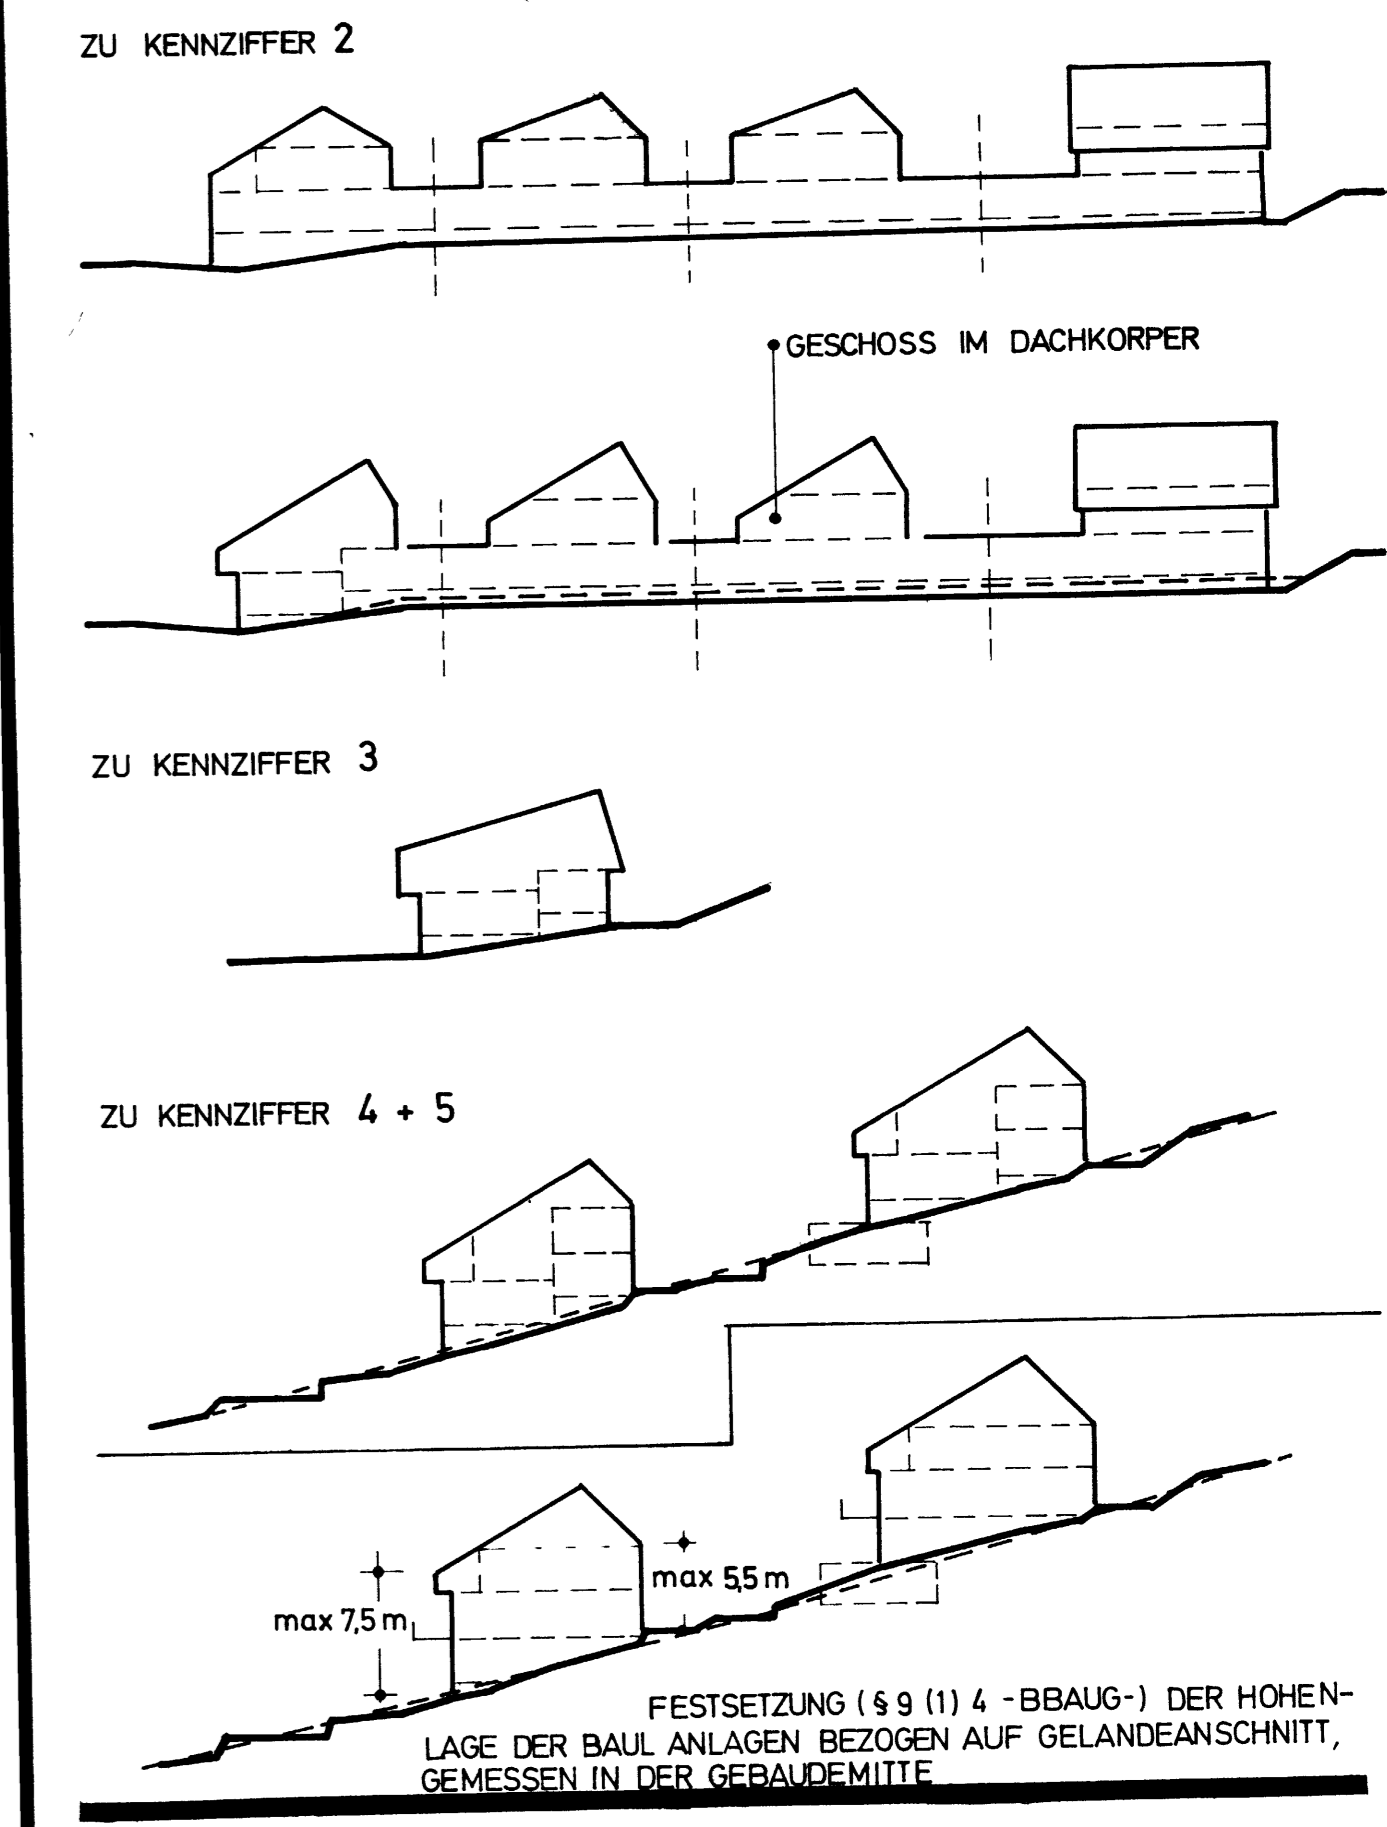 ZU KENNZIFFER 2
GESCHOSS IM DACHKORPER
ZU KENNZIFFER 3
ZU KENNZIFFER 4 + 5
max 5,5 m
max 7,5 m
FESTSETZUNG (§ 9 (1) 4 -BBAUG-) DER HOHEN-
LAGE DER BAUL ANLAGEN BEZOGEN AUF GELANDEANSCHNITT,
GEMESSEN IN DER GEBAUDEMITTE